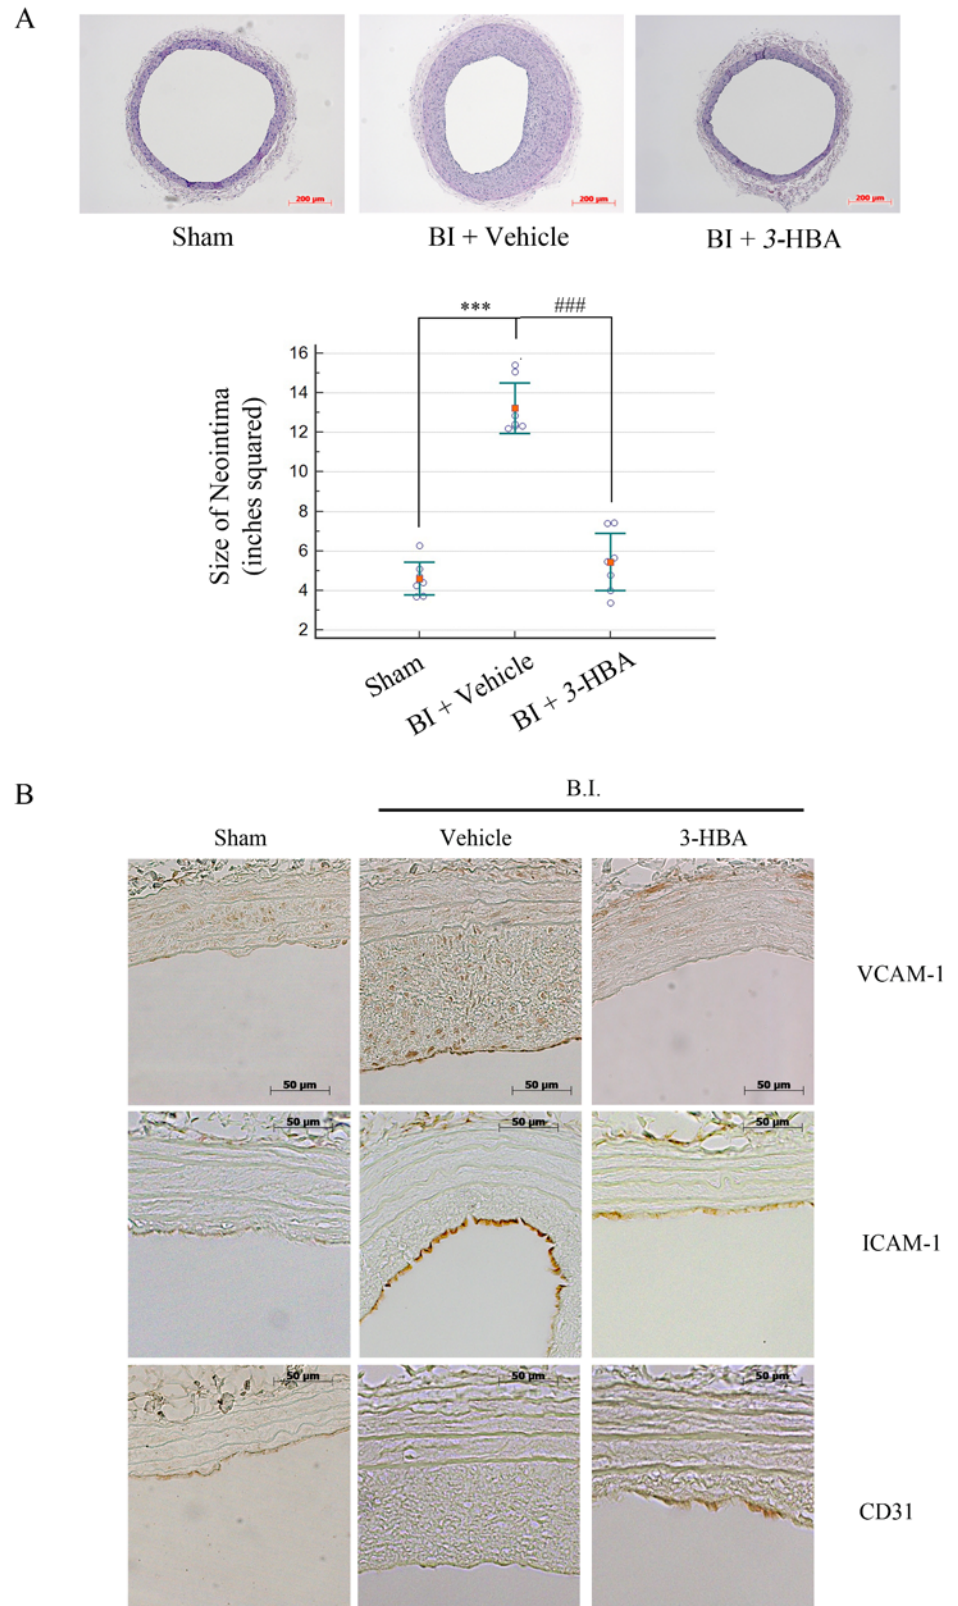 A
200 µm
200 µm
200 µm
Sham
BI + Vehicle
BI + 3-HBA
***
###
16
14
12
10
8
6
4
2
Size of Neointima
(inches squared)
Sham
BI + Vehicle
BI + 3-HBA
B
B.I.
Sham
Vehicle
3-HBA
50 µm
50 µm
50 µm
VCAM-1
50 µm
50 µm
50 µm
ICAM-1
50 µm
50 µm
50 µm
CD31